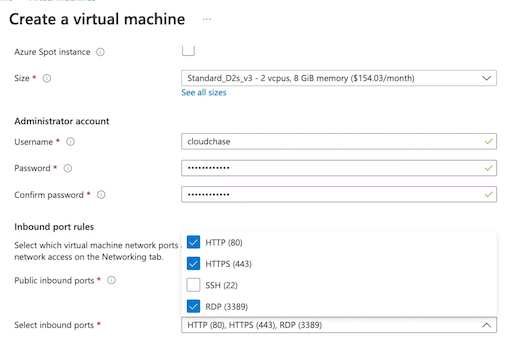 Create a virtual machine ...
Azure Spot instance
Size *
Standard_D2s_v3 - 2 vcpus, 8 GiB memory ($154.03/month)
See all sizes
Administrator account
Username *
cloudchase
Password *
••••••••••••
Confirm password *
••••••••••••
Inbound port rules
Select which virtual machine network ports
network access on the Networking tab.
HTTP (80)
HTTPS (443)
Public inbound ports *
SSH (22)
RDP (3389)
Select inbound ports *
HTTP (80), HTTPS (443), RDP (3389)